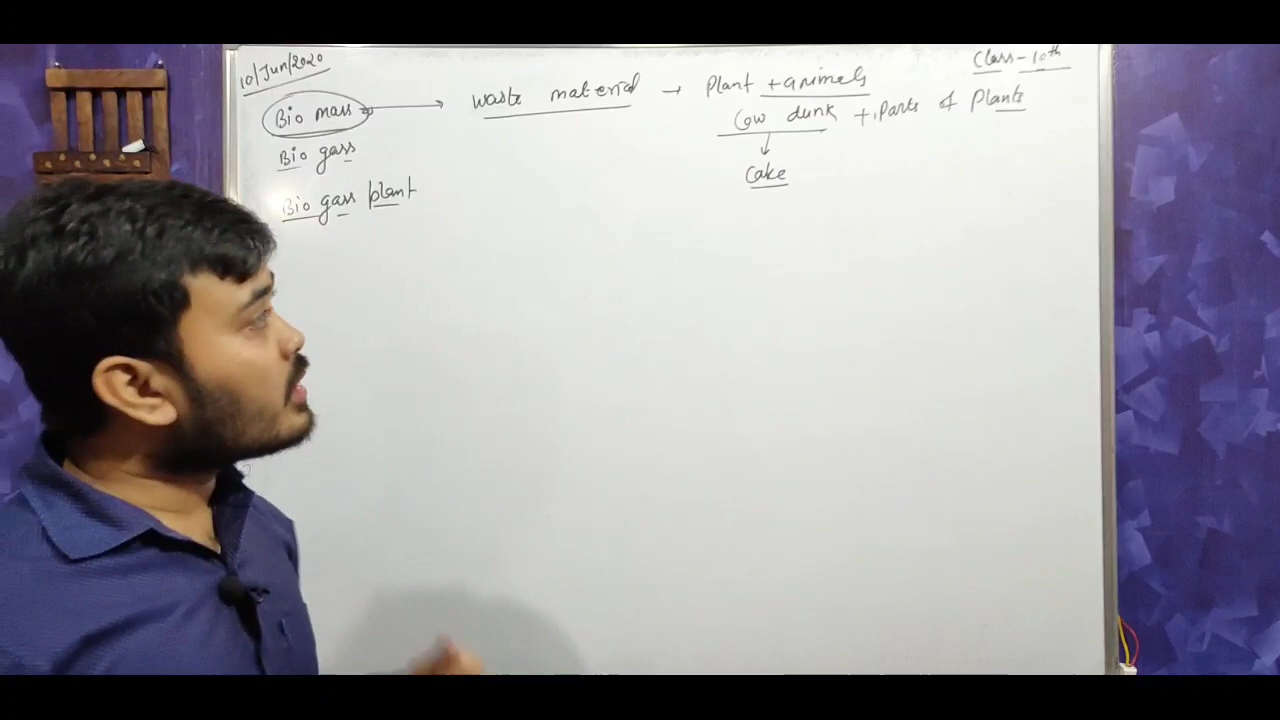 10/Jun/2020
Class-10th
Bio mass → waste material → Plant + animals
Cow dunk + Parts of Plants
↓
Cake
Bio gass
Bio gass plant